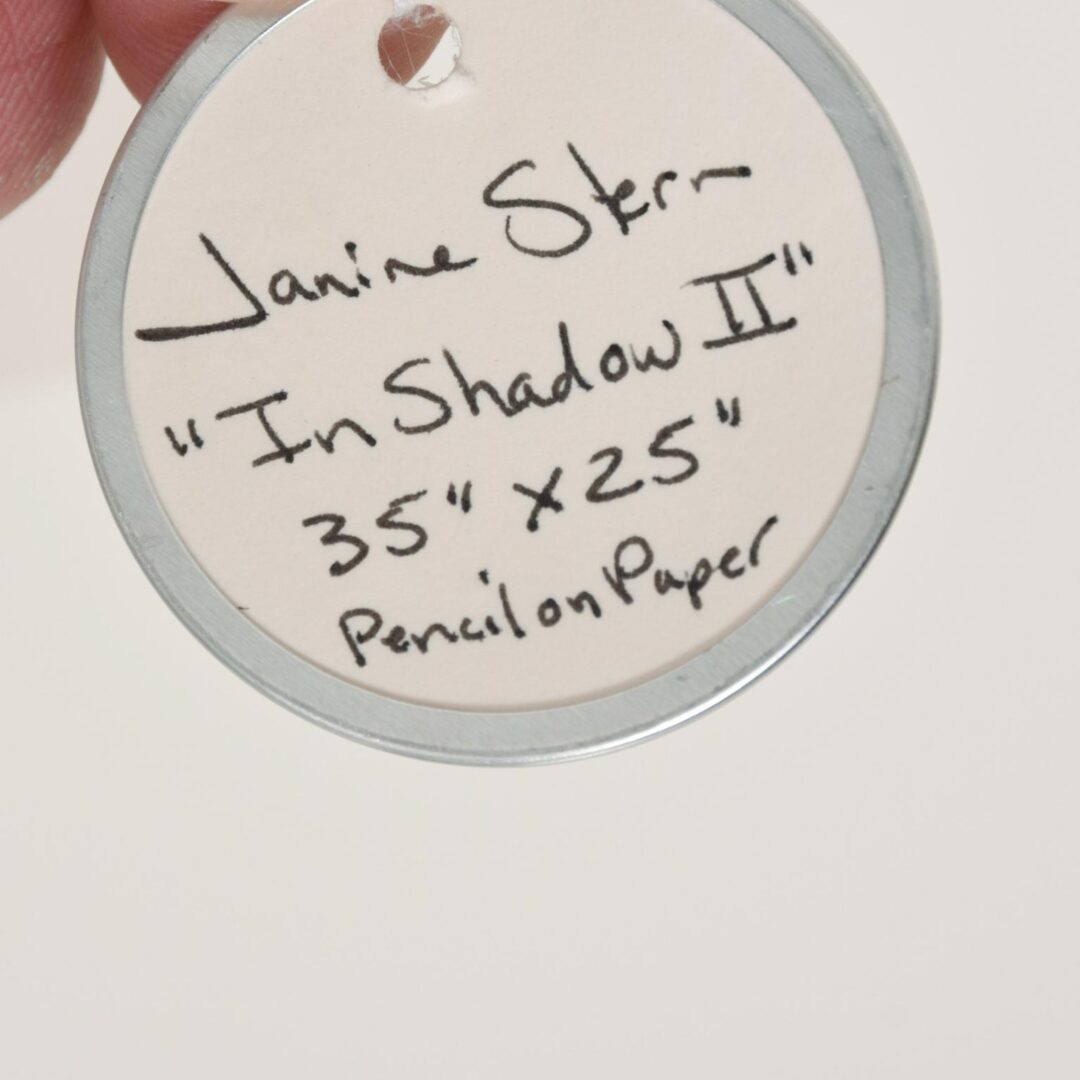 Janine Stern
"In Shadow II"
35" x 25"
Pencil on Paper